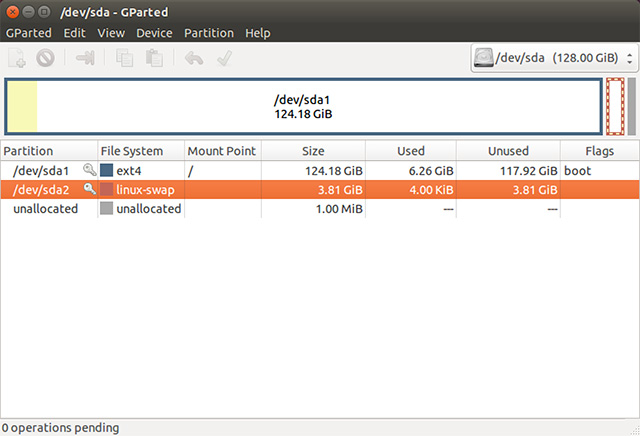 /dev/sda - GParted
GParted Edit View Device Partition Help
/dev/sda (128.00 GiB)
/dev/sda1
124.18 GiB
Partition File System Mount Point Size Used Unused Flags
/dev/sda1 ext4 / 124.18 GiB 6.26 GiB 117.92 GiB boot
/dev/sda2 linux-swap 3.81 GiB 4.00 KiB 3.81 GiB
unallocated unallocated 1.00 MiB --- ---
0 operations pending